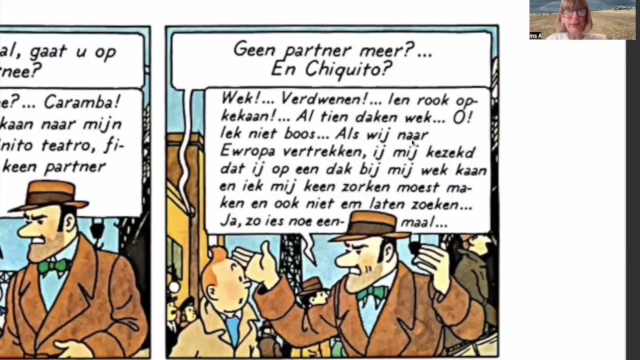 al, gaat u op
nee?
e?... Caramba!
kaan naar mijn
nito teatro, fi-
keen partner
Geen partner meer?...
En Chiquito?
Wek!... Verdwenen!... Ien rook op-
kekaan!... Al tien daken wek... O!
Iek niet boos... Als wij naar
Ewropa vertrekken, ij mij kezekd
dat ij op een dak bij mij wek kaan
en iek mij keen zorken moest ma-
ken en ook niet em laten zoeken...
Ja, zo ies noe een- maal...
ms A